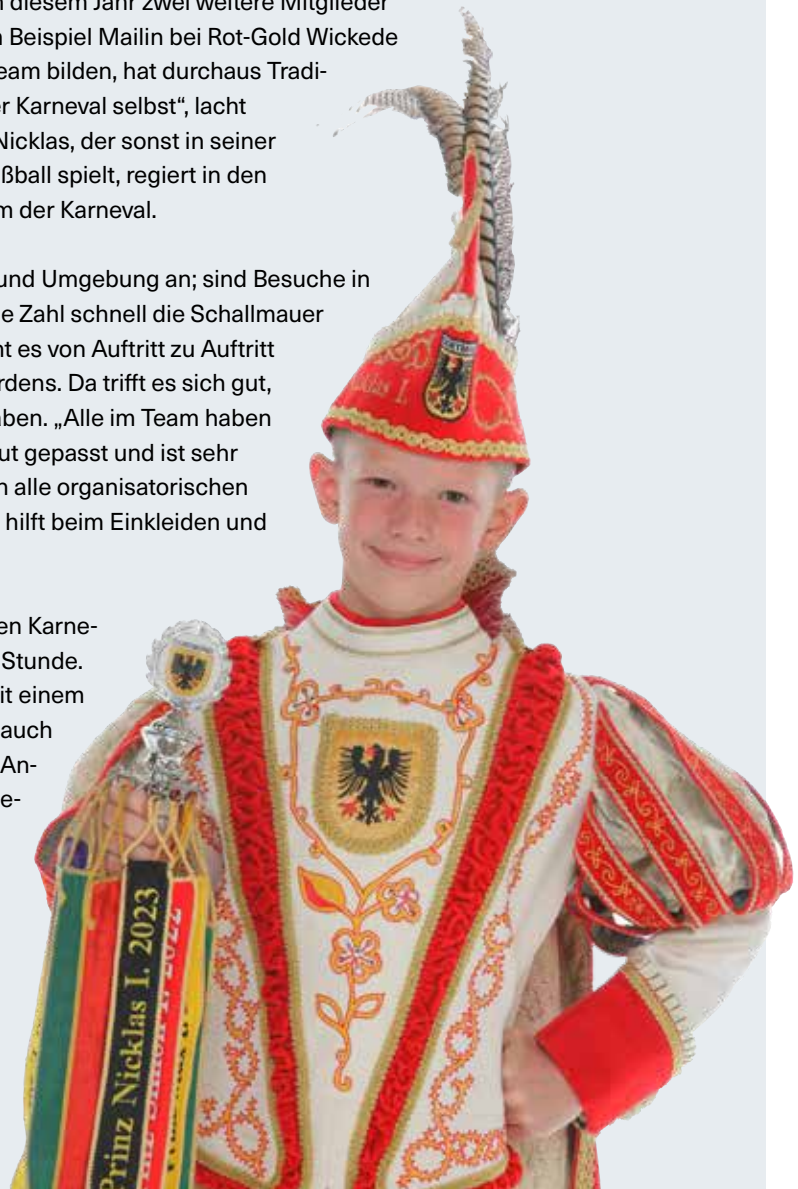 n diesem Jahr zwei weitere Mitglieder
Beispiel Mailin bei Rot-Gold Wickede
eam bilden, hat durchaus Tradi-
er Karneval selbst“, lacht
Nicklas, der sonst in seiner
ßball spielt, regiert in den
m der Karneval.
und Umgebung an; sind Besuche in
e Zahl schnell die Schallmauer
nt es von Auftritt zu Auftritt
rdens. Da trifft es sich gut,
aben. „Alle im Team haben
ut gepasst und ist sehr
n alle organisatorischen
hilft beim Einkleiden und
en Karne-
Stunde.
it einem
auch
An-
e-
klas I.
Prinz Nicklas I. 2023
2022